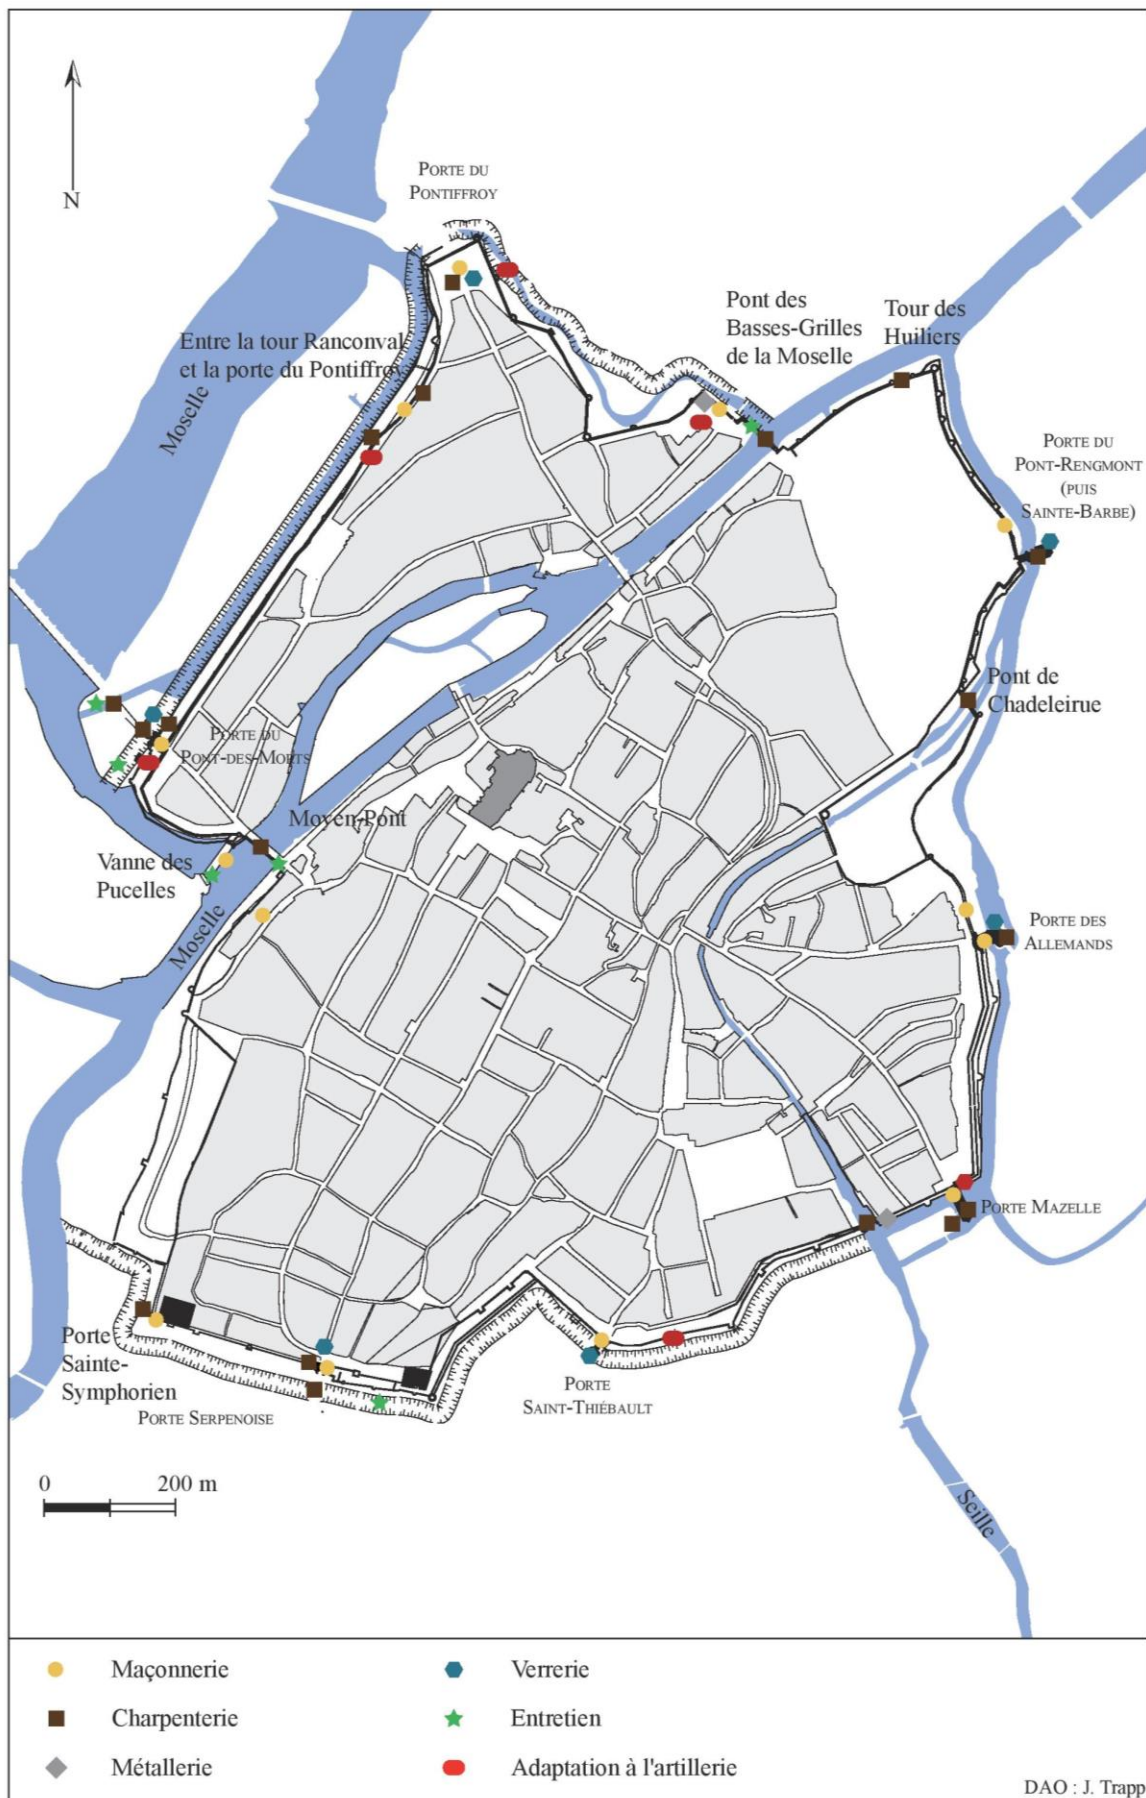 Porte du
Pontiffroy
N
Pont des
Basses-Grilles
de la Moselle
Tour des
Huiliers
Entre la tour Ranconval
et la porte du Pontiffroy
Moselle
Porte du
Pont-Rengmont
(puis
Sainte-Barbe)
Pont de
Chadeleirue
Porte du
Pont-des-Morts
Moyen-Pont
Vanne des
Pucelles
Moselle
Porte des
Allemands
Porte Mazelle
Porte
Sainte-
Symphorien
Porte Serpenoise
Porte
Saint-Thiébault
0 200 m
Seille
Maçonnerie
Verrerie
Charpenterie
Entretien
Métallerie
Adaptation à l'artillerie
DAO : J. Trapp